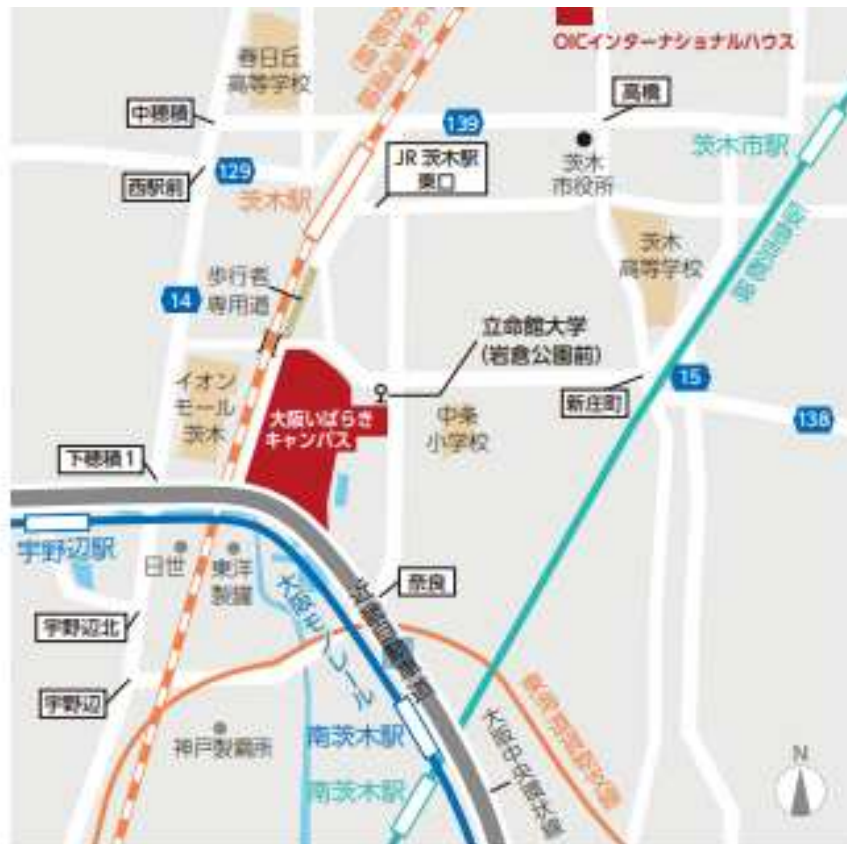 OICインターナショナルハウス
春日丘
高等学校
中穂積
139
高橋
茨木市駅
茨木
市役所
JR 茨木駅
東口
西駅前
129
茨木駅
茨木
高等学校
歩行者
専用道
14
立命館大学
(岩倉公園前)
イオン
モール
茨木
大阪いばらき
キャンパス
中条
小学校
新庄町
15
138
下穂積1
宇野辺駅
日世
東洋
製罐
大阪モノレール
奈良
宇野辺北
宇野辺
神戸製鋼所
南茨木駅
南茨木駅
大阪中央環状線
N